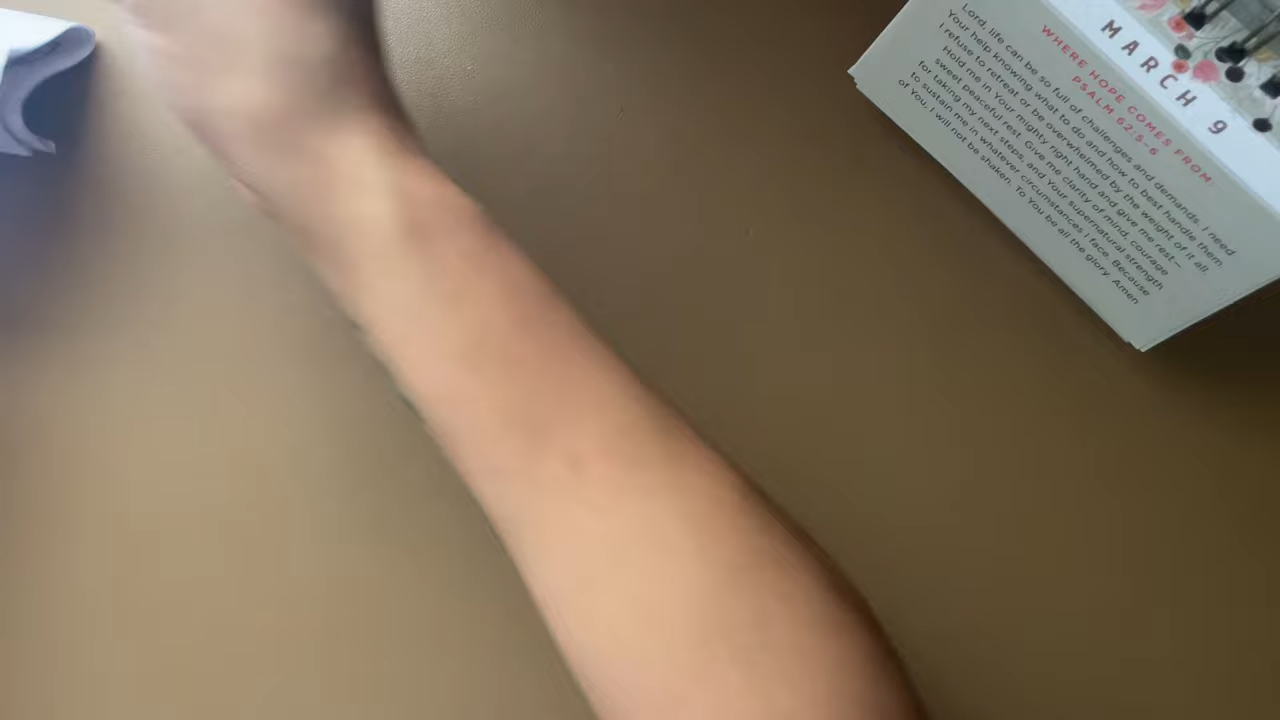 MARCH 9
WHERE HOPE COMES FROM:
PSALM 62:5–6
Lord, life can be so full of challenges and demands. I need
Your help knowing what to do and how to best handle them.
I refuse to retreat or be overwhelmed by the weight of it all.
Hold me in Your mighty right hand and give me rest—
sweet, peaceful rest. Give me clarity of mind, courage
for taking my next steps, and Your supernatural strength
to sustain me in whatever circumstances I face. Because
of You, I will not be shaken. To You be all the glory. Amen